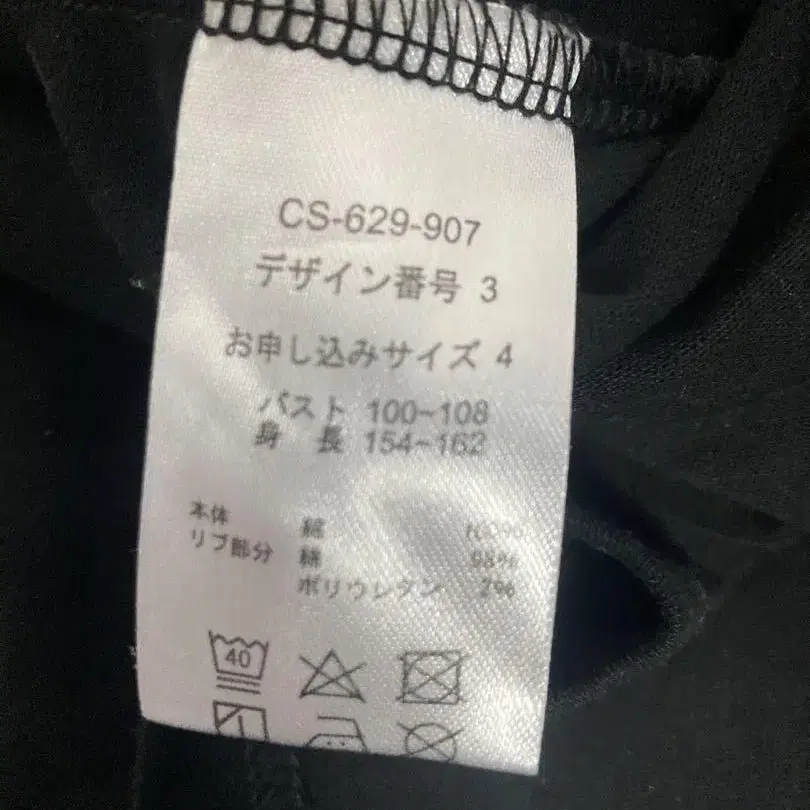 CS-629-907
デザイン番号 3
お申し込みサイズ 4
バスト 100~108
身 長 154~162
本体 綿 100%
リブ部分 綿 98%
ポリウレタン 2%
40